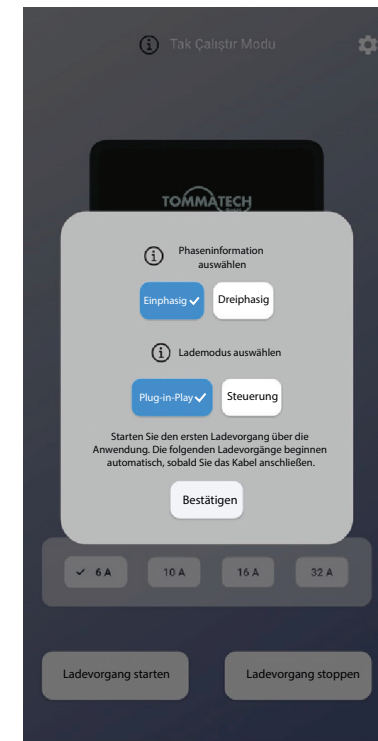 Tak Çalıştır Modu
TOMMATECH
Phaseninformation
auswählen
Einphasig
Dreiphasig
Lademodus auswählen
Plug-in-Play
Steuerung
Starten Sie den ersten Ladevorgang über die
Anwendung. Die folgenden Ladevorgänge beginnen
automatisch, sobald Sie das Kabel anschließen.
Bestätigen
6 A
10 A
16 A
32 A
Ladevorgang starten
Ladevorgang stoppen